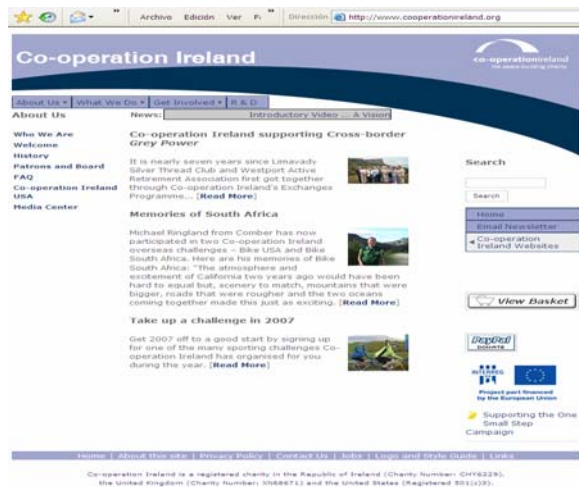 Archivo Edición Ver
Dirección http://www.cooperationireland.org
Co-operation Ireland
co-operationireland
the peace building charity
About Us What We Do Get Involved R & D
About Us
Who We Are
Welcome
History
Patrons and Board
FAQ
Co-operation Ireland
USA
Media Center
News: Introductory Video ... A Vision
Co-operation Ireland supporting Cross-border
Grey Power
It is nearly seven years since Limavady
Silver Thread Club and Westport Active
Retirement Association first got together
through Co-operation Ireland's Exchanges
Programme... [Read More]
Memories of South Africa
Michael Ringland from Comber has now
participated in two Co-operation Ireland
overseas challenges – Bike USA and Bike
South Africa. Here are his memories of Bike
South Africa: "The atmosphere and
excitement of California two years ago would have been
hard to equal but, scenery to match, mountains that were
bigger, roads that were rougher and the two oceans
coming together made this just as exciting. [Read More]
Take up a challenge in 2007
Get 2007 off to a good start by signing up
for one of the many sporting challenges Co-
operation Ireland has organised for you
during the year. [Read More]
Search
Search
Home
Email Newsletter
Co-operation
Ireland Websites
View Basket
PayPal
DONATE
INTERREG
Project part financed
by the European Union
Supporting the One
Small Step
Campaign
Home | About this site | Privacy Policy | Contact Us | Jobs | Logo and Style Guide | Links
Co-operation Ireland is a registered charity in the Republic of Ireland (Charity Number: CHY6229),
the United Kingdom (Charity Number: XN68671) and the United States (Registered 501(c)3).